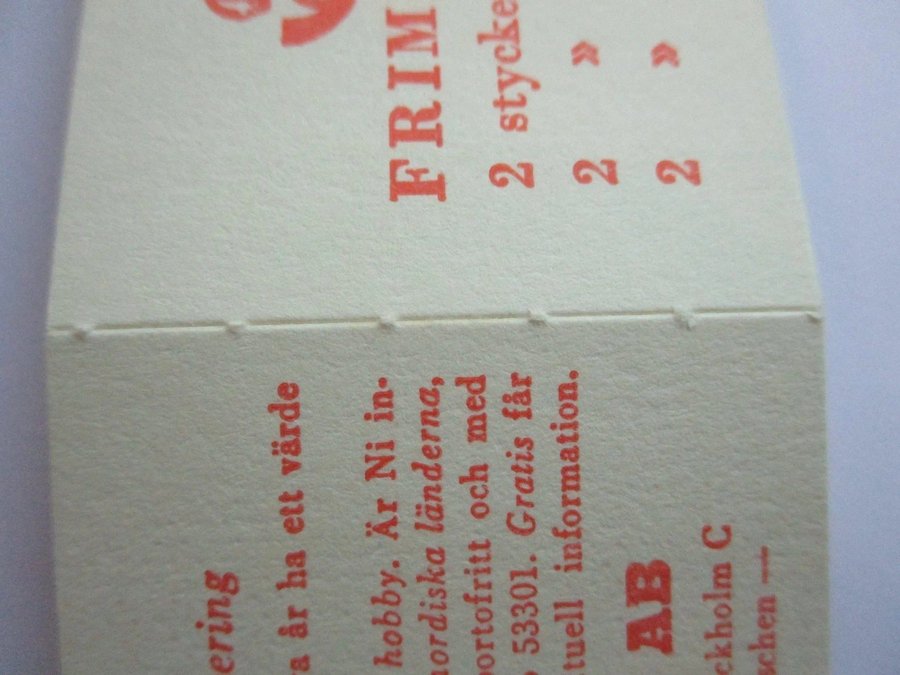 FRIM
2 stycke
2 »
2 »
ering
a år ha ett värde
hobby. Är Ni in-
nordiska länderna,
portofritt och med
53301. Gratis får
tuell information.
AB
ckholm C
schen —